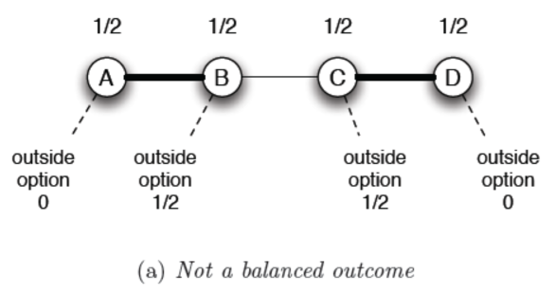 1/2 1/2 1/2 1/2
A B C D
outside outside outside outside
option option option option
0 1/2 1/2 0
(a) Not a balanced outcome